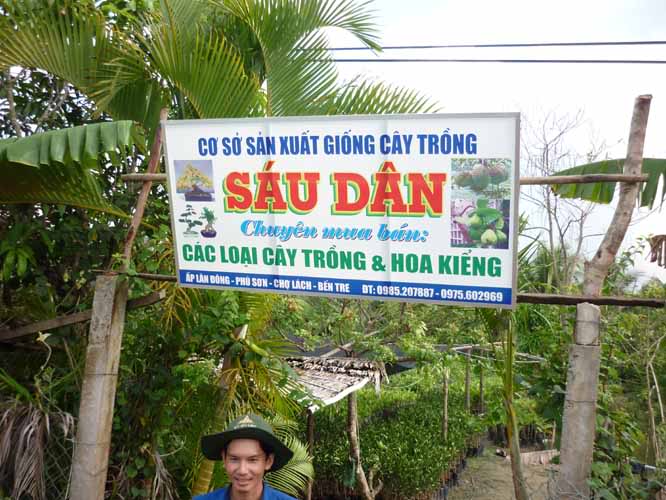 CƠ SỞ SẢN XUẤT GIỐNG CÂY TRỒNG
SÁU DÂN
Chuyên mua bán:
CÁC LOẠI CÂY TRỒNG & HOA KIỂNG
ẤP LÂN ĐÔNG - PHÚ SƠN - CHỢ LÁCH - BẾN TRE ĐT: 0985.207887 - 0975.602969